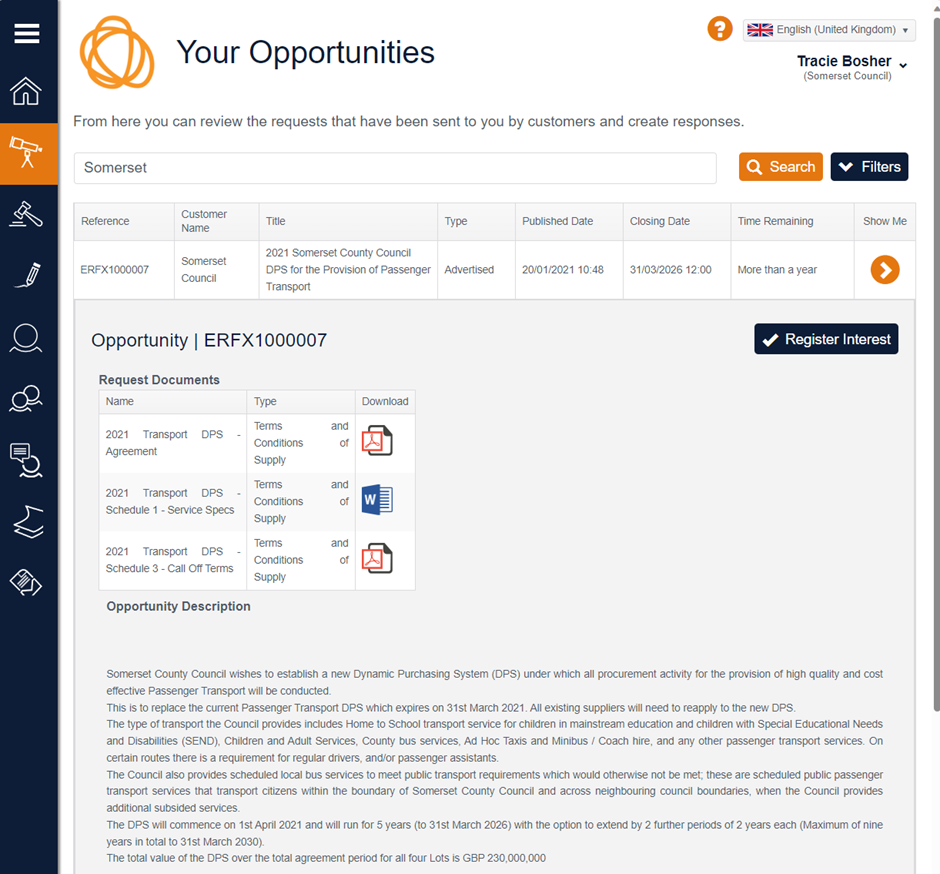 Your Opportunities
English (United Kingdom)
Tracie Bosher
(Somerset Council)
From here you can review the requests that have been sent to you by customers and create responses.
Somerset
Search
Filters
Reference
Customer
Name
Title
Type
Published Date
Closing Date
Time Remaining
Show Me
ERFX1000007
Somerset
Council
2021 Somerset County Council
DPS for the Provision of Passenger
Transport
Advertised
20/01/2021 10:48
31/03/2026 12:00
More than a year
Opportunity | ERFX1000007
Register Interest
Request Documents
Name
Type
Download
2021 Transport DPS -
Agreement
Terms and
Conditions of
Supply
2021 Transport DPS -
Schedule 1 - Service Specs
Terms and
Conditions of
Supply
W
2021 Transport DPS -
Schedule 3 - Call Off Terms
Terms and
Conditions of
Supply
Opportunity Description
Somerset County Council wishes to establish a new Dynamic Purchasing System (DPS) under which all procurement activity for the provision of high quality and cost
effective Passenger Transport will be conducted.
This is to replace the current Passenger Transport DPS which expires on 31st March 2021. All existing suppliers will need to reapply to the new DPS.
The type of transport the Council provides includes Home to School transport service for children in mainstream education and children with Special Educational Needs
and Disabilities (SEND), Children and Adult Services, County bus services, Ad Hoc Taxis and Minibus / Coach hire, and any other passenger transport services. On
certain routes there is a requirement for regular drivers, and/or passenger assistants.
The Council also provides scheduled local bus services to meet public transport requirements which would otherwise not be met; these are scheduled public passenger
transport services that transport citizens within the boundary of Somerset County Council and across neighbouring council boundaries, when the Council provides
additional subsided services.
The DPS will commence on 1st April 2021 and will run for 5 years (to 31st March 2026) with the option to extend by 2 further periods of 2 years each (Maximum of nine
years in total to 31st March 2030).
The total value of the DPS over the total agreement period for all four Lots is GBP 230,000,000